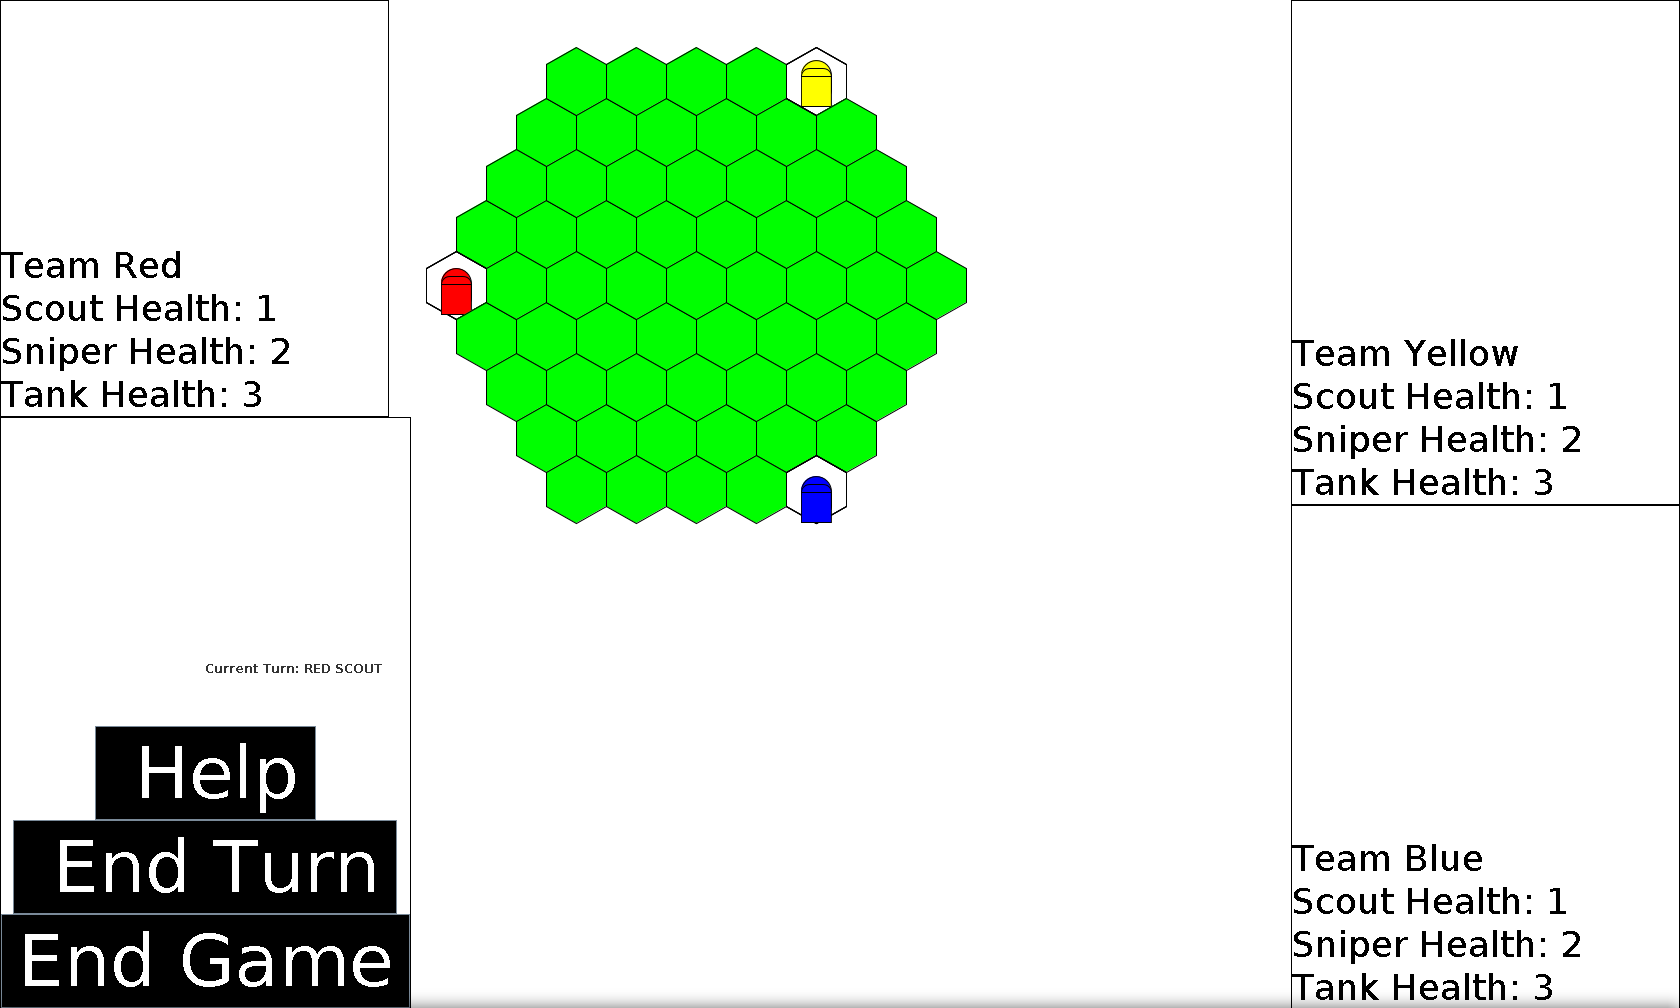 Team Red
Scout Health: 1
Sniper Health: 2
Tank Health: 3
Current Turn: RED SCOUT
Help
End Turn
End Game
Team Yellow
Scout Health: 1
Sniper Health: 2
Tank Health: 3
Team Blue
Scout Health: 1
Sniper Health: 2
Tank Health: 3